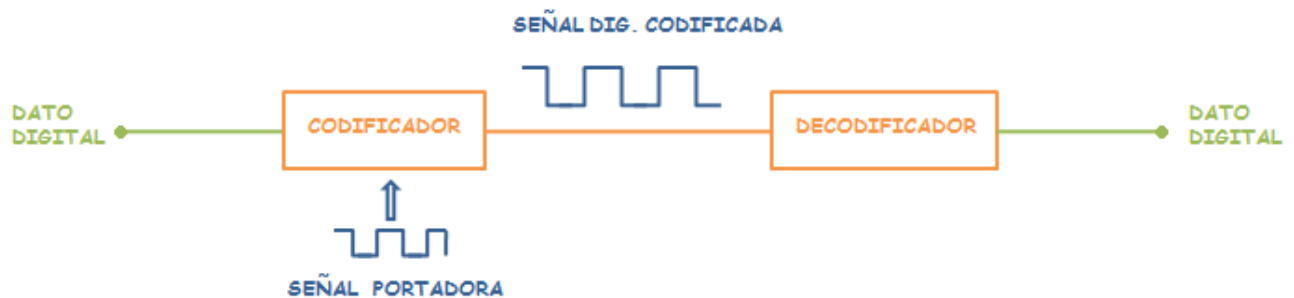 SEÑAL DIG. CODIFICADA
DATO
DIGITAL
CODIFICADOR
DECODIFICADOR
DATO
DIGITAL
SEÑAL PORTADORA